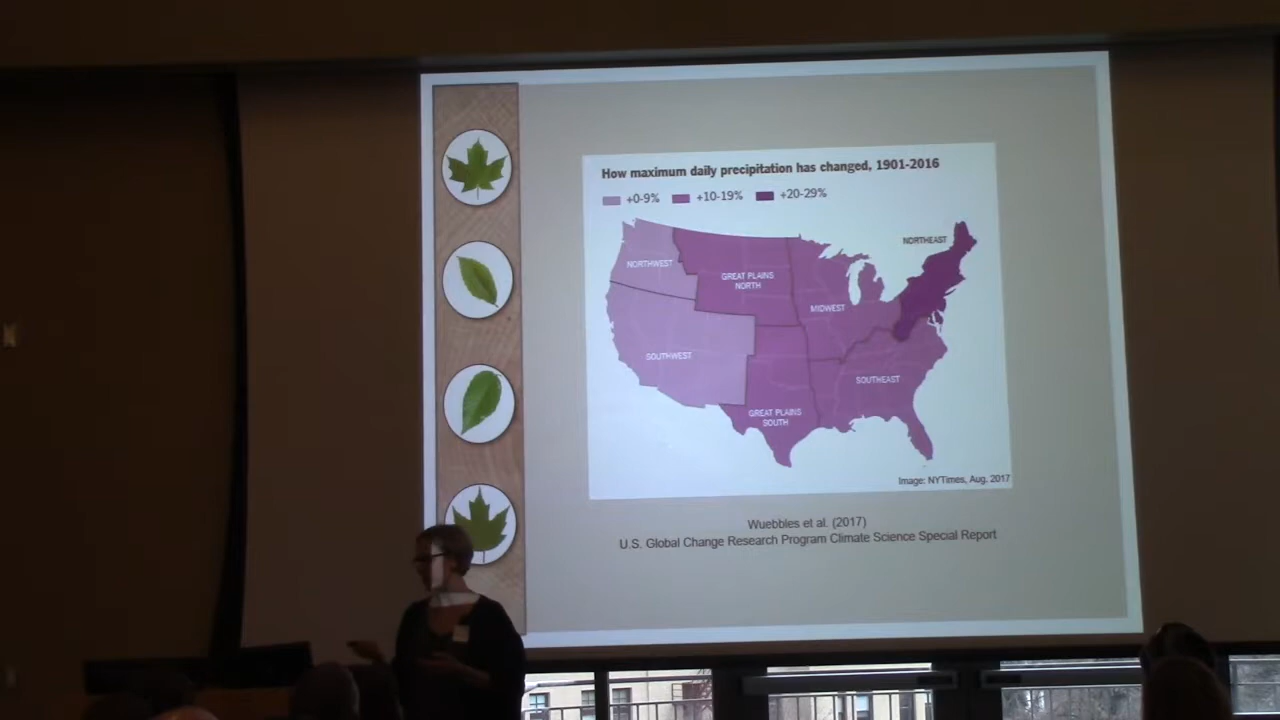 How maximum daily precipitation has changed, 1901-2016
+0-9% +10-19% +20-29%
NORTHEAST
NORTHWEST
GREAT PLAINS
NORTH
MIDWEST
SOUTHWEST
SOUTHEAST
GREAT PLAINS
SOUTH
Image: NYTimes, Aug. 2017
Wuebbles et al. (2017)
U.S. Global Change Research Program Climate Science Special Report